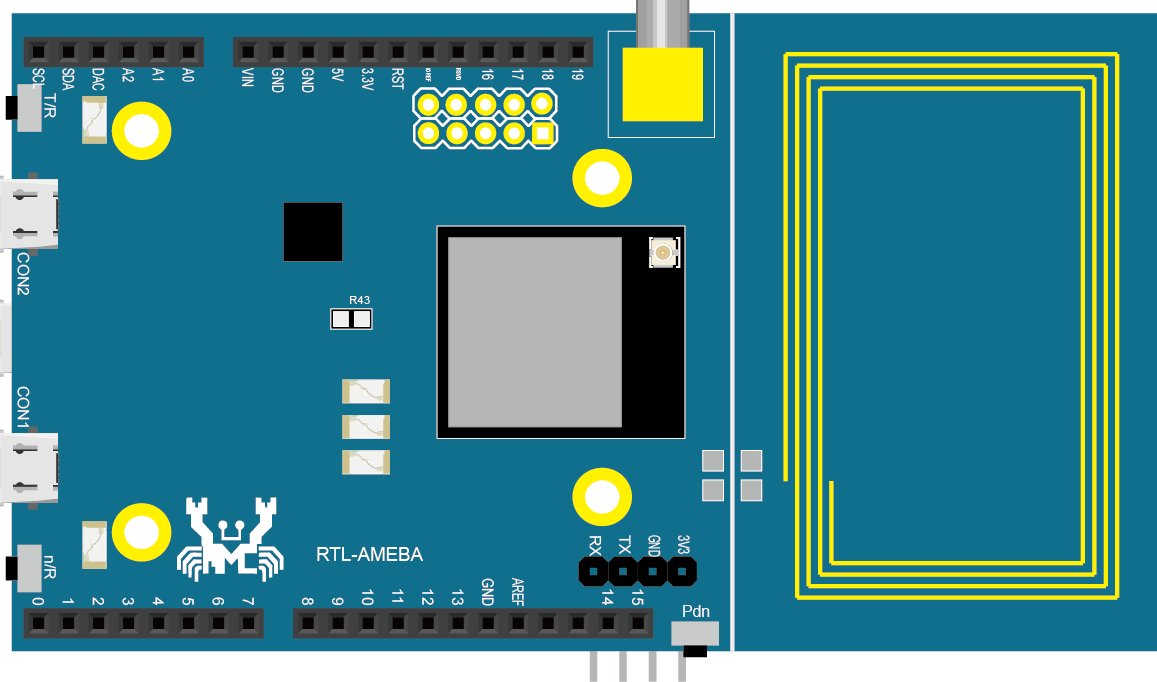 SCL SDA DAC A2 A1 A0 VIN GND GND 5V 3.3V RST 16 17 18 19
T/R
CON2
R43
CON1
RTL-AMEBA
n/R
RX TX GND 3V3
0 1 2 3 4 5 6 7 8 9 10 11 12 13 GND AREF 14 15
Pdn